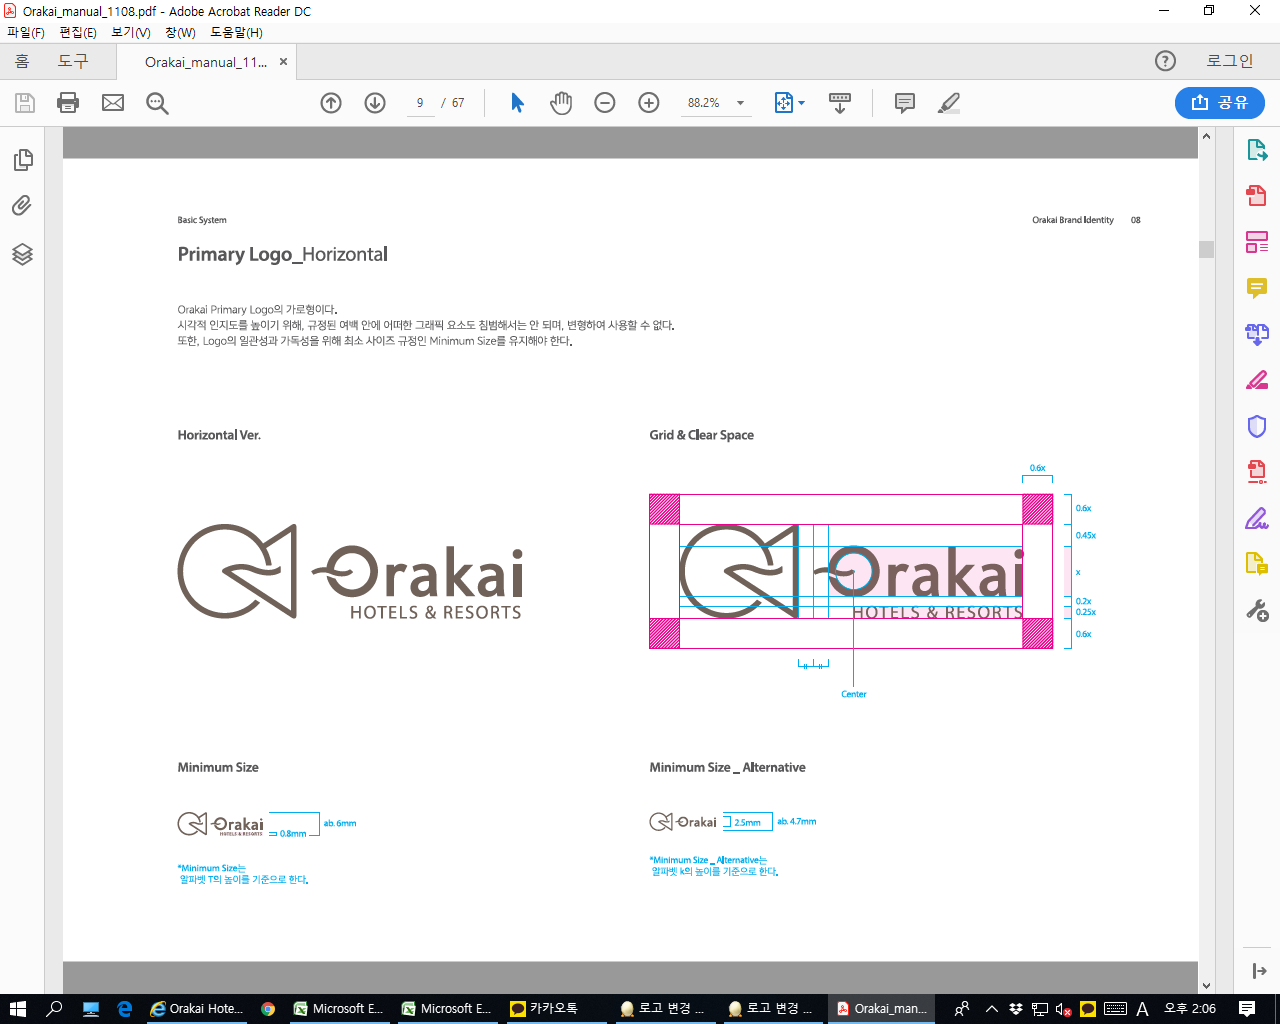 Orakai_manual_1108.pdf - Adobe Acrobat Reader DC
파일(F) 편집(E) 보기(V) 창(W) 도움말(H)
홈 도구 Orakai_manual_11... × 로그인
9 / 67 88.2% 공유
Basic System Orakai Brand Identity 08
Primary Logo_Horizontal
Orakai Primary Logo의 가로형이다.
시각적 인지도를 높이기 위해, 규정된 여백 안에 어떠한 그래픽 요소도 침범해서는 안 되며, 변형하여 사용할 수 없다.
또한, Logo의 일관성과 가독성을 위해 최소 사이즈 규정인 Minimum Size를 유지해야 한다.
Horizontal Ver. Grid & Clear Space
0.6x
0.6x
0.45x
Orakai Orakai
x
0.2x
HOTELS & RESORTS HOTELS & RESORTS 0.25x
0.6x
Center
Minimum Size Minimum Size _ Alternative
Orakai ab. 6mm Orakai 2.5mm ab. 4.7mm
HOTELS & RESORTS 0.8mm
*Minimum Size는 *Minimum Size _ Alternative는
알파벳 T의 높이를 기준으로 한다. 알파벳 k의 높이를 기준으로 한다.
Orakai Hote... Microsoft E... Microsoft E... 카카오톡 로고 변경 ... 로고 변경 ... Orakai_man... A 오후 2:06